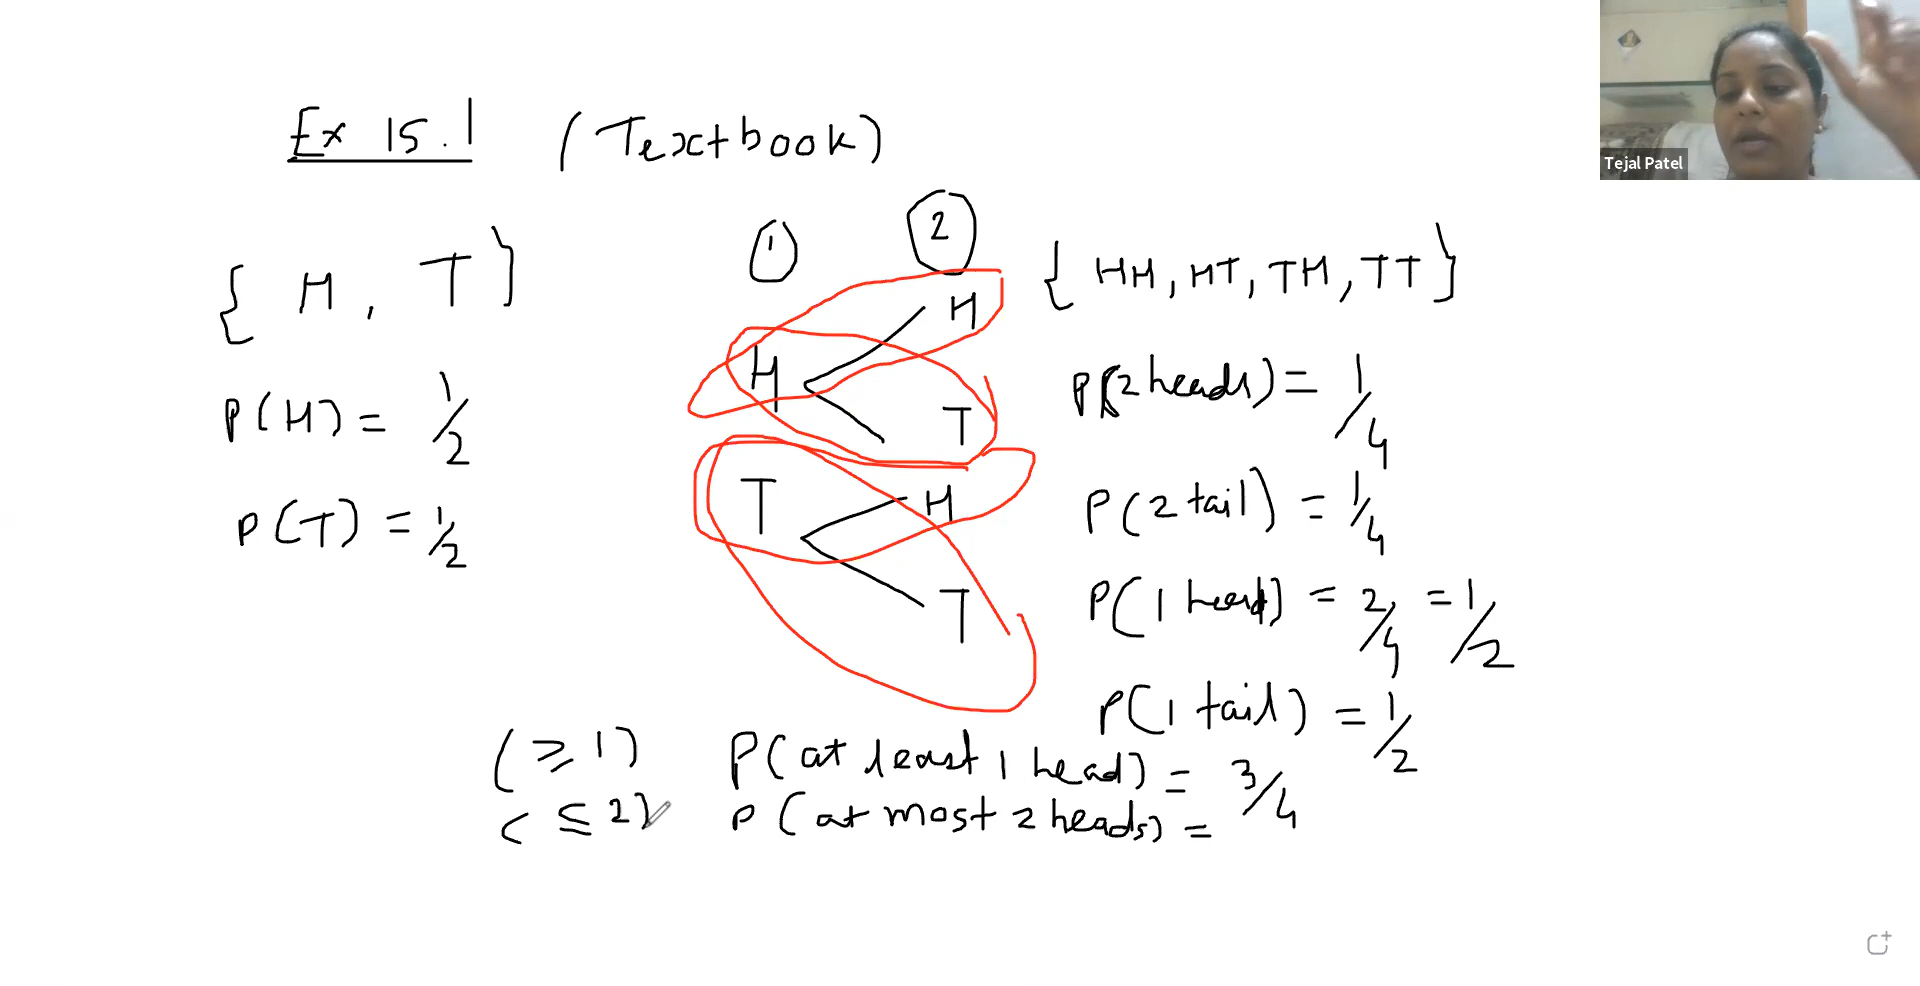 Ex 15.1 (Textbook)
Tejal Patel
{ H, T }
P(H) = 1/2
P(T) = 1/2
1 2
H
H
T
T
H
T
{ HH, HT, TH, TT }
P(2 heads) = 1/4
P(2 tail) = 1/4
P(1 head) = 2/4 = 1/2
P(1 tail) = 1/2
(≥ 1) P(at least 1 head) = 3/4
(≤ 2) P(at most 2 heads) =